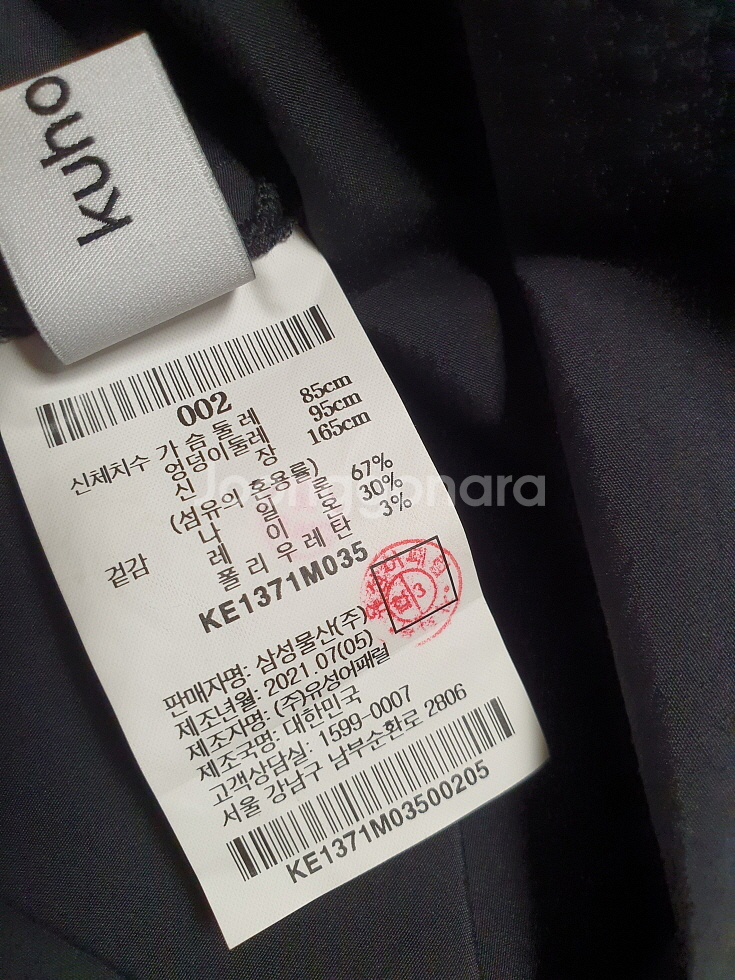 kuho
002
신체치수 가슴둘레 85cm
엉덩이둘레 95cm
신 장 165cm
(섬유의 혼용률)
겉감 나 일 론 67%
레 이 온 30%
폴 리 우 레 탄 3%
KE1371M035
3
판매자명: 삼성물산(주)
제조년월: 2021.07(05)
제조자명: (주)유성어패럴
제조국명: 대한민국
고객상담실: 1599-0007
서울 강남구 남부순환로 2806
KE1371M03500205
Joonggonara